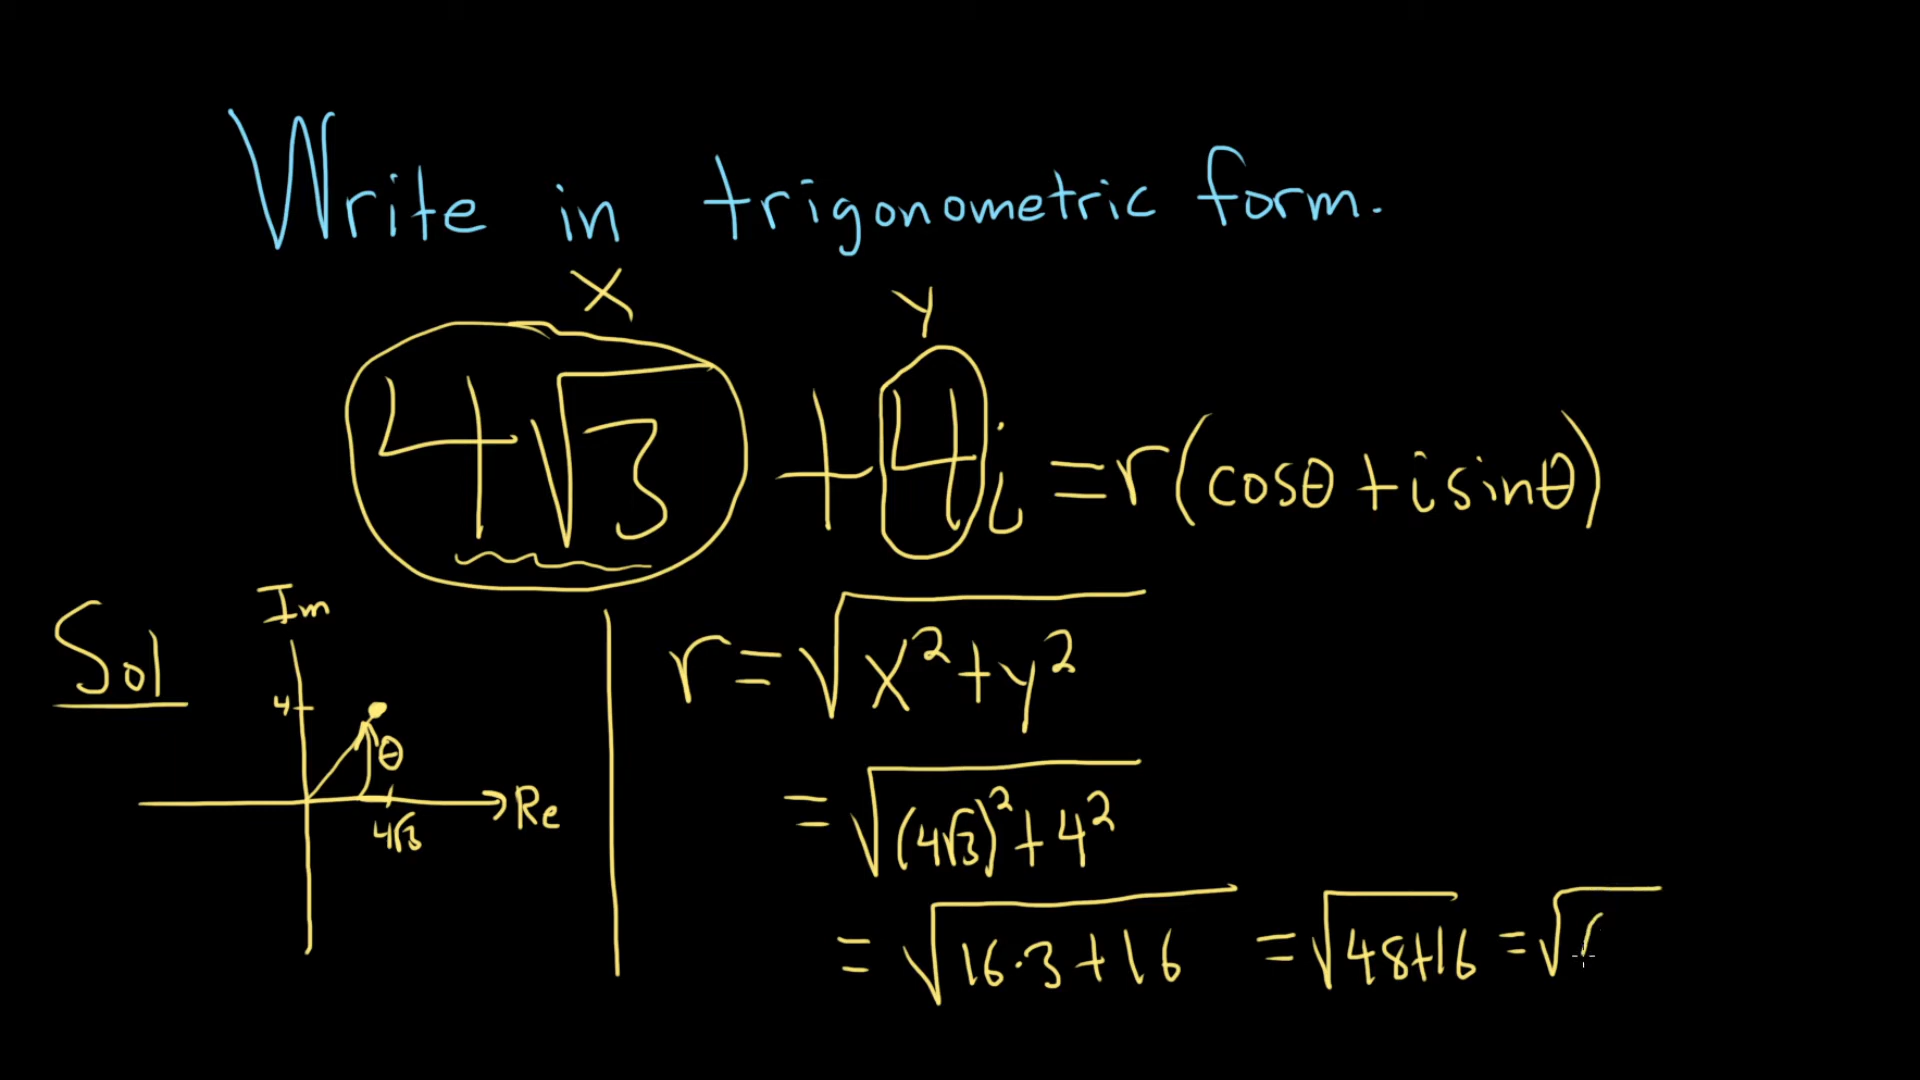 Write in trigonometric form.
X Y
4√3 + 4i = r(cosθ + i sinθ)
Sol
Im
4
θ
Re
4√3
r = √(x² + y²)
= √((4√3)² + 4²)
= √(16·3 + 16) = √(48+16) = √